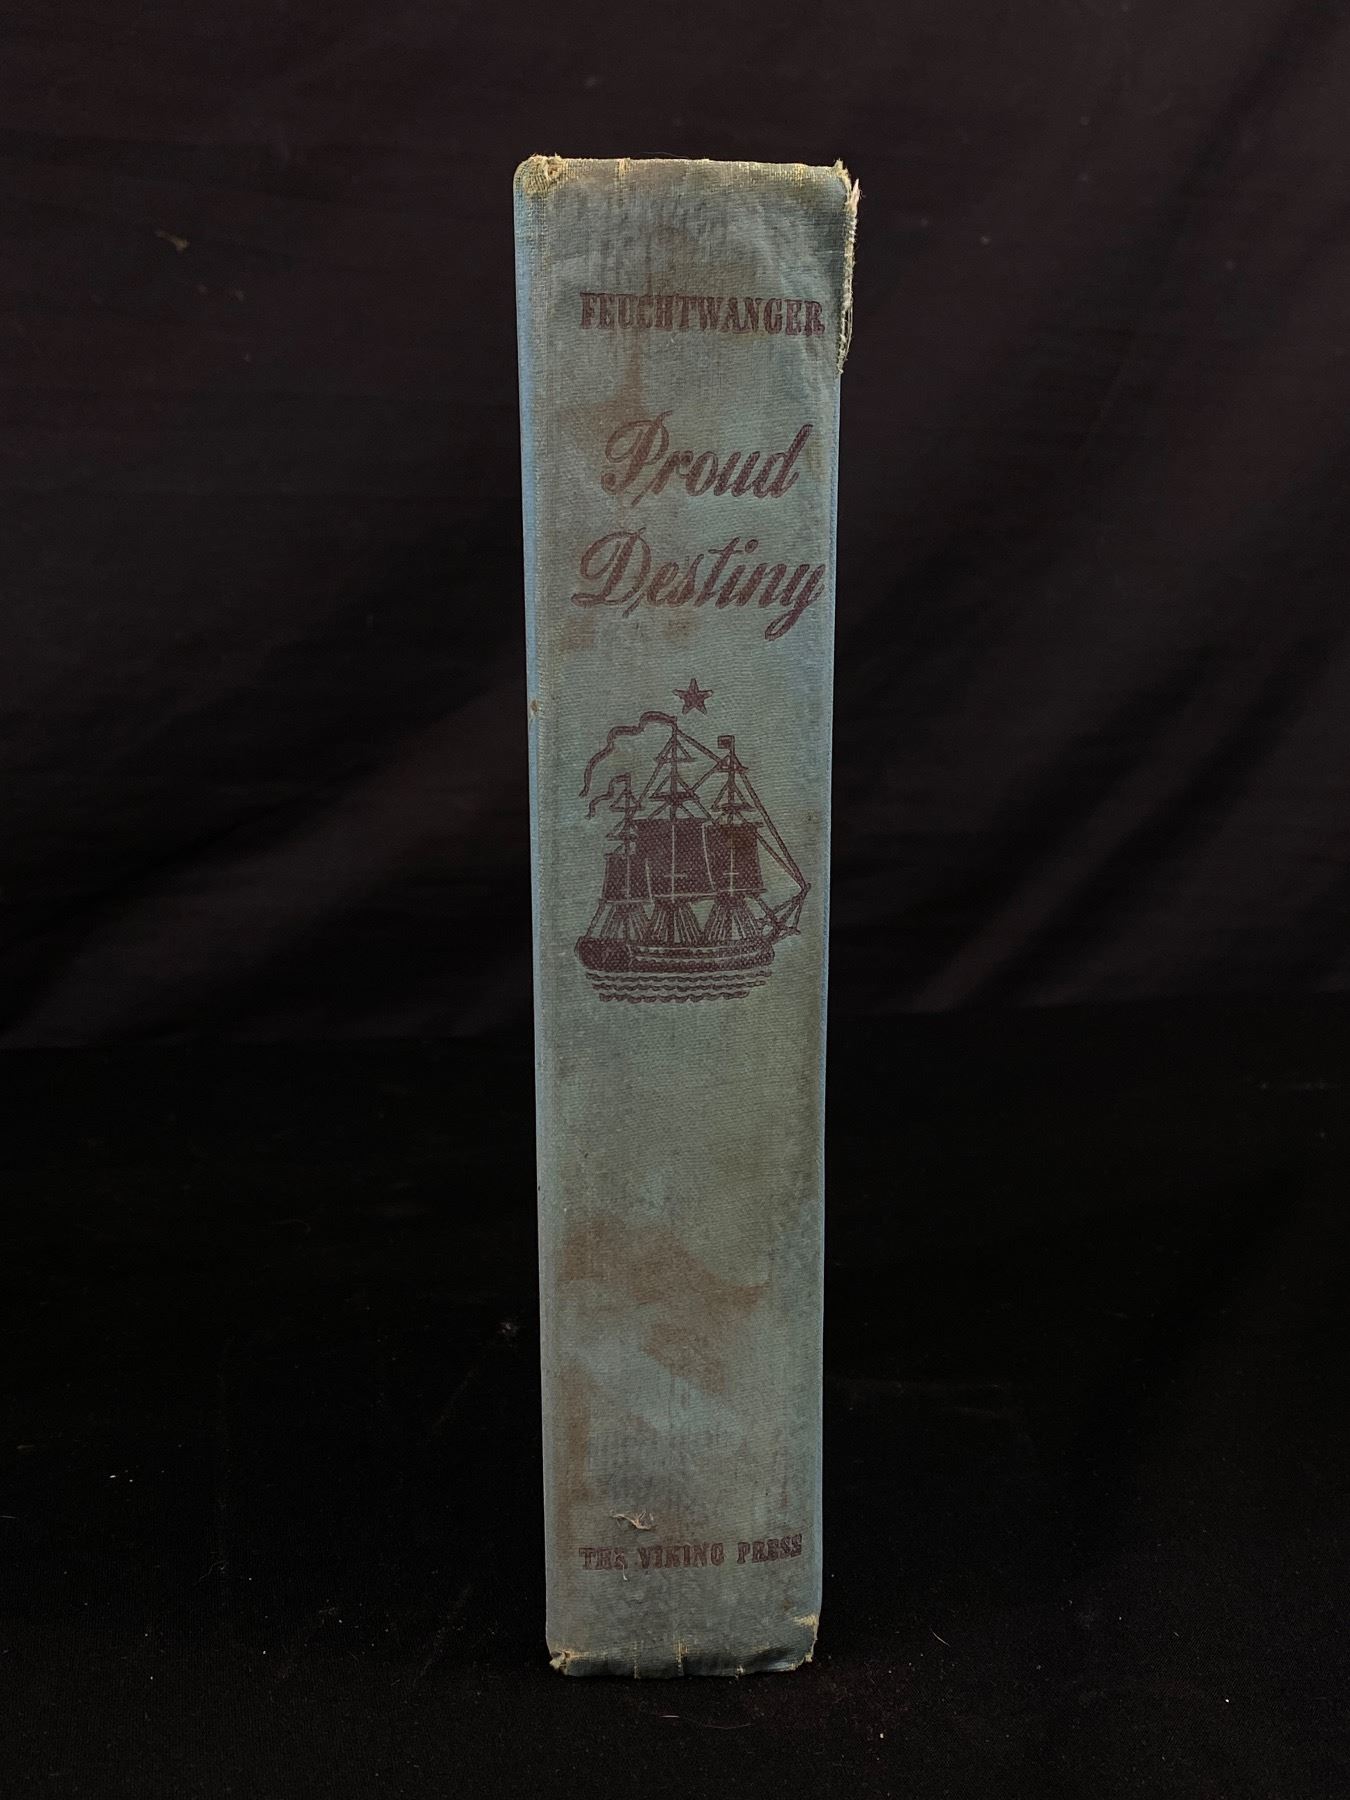 FEUCHTWANGER
Proud
Destiny
THE VIKING PRESS